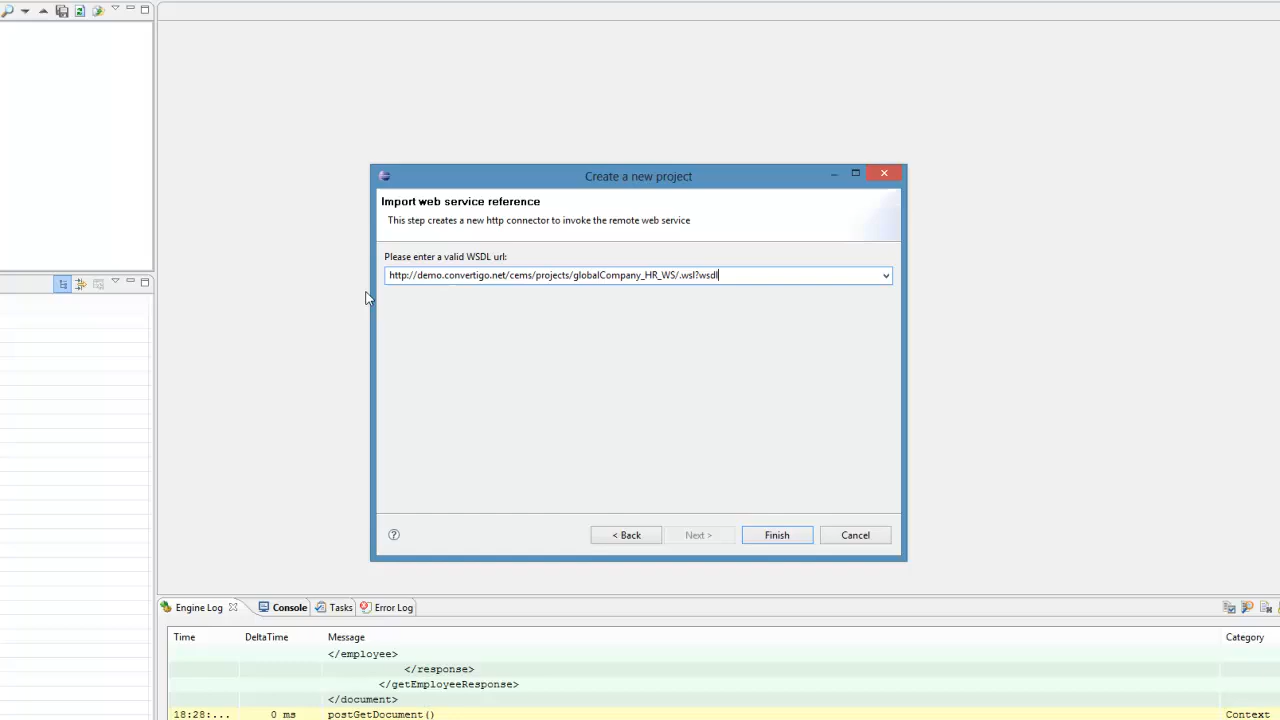 Create a new project
Import web service reference
This step creates a new http connector to invoke the remote web service
Please enter a valid WSDL url:
http://demo.convertigo.net/cems/projects/globalCompany_HR_WS/.wsl?wsdl
< Back Next > Finish Cancel
Engine Log Console Tasks Error Log
Time DeltaTime Message Category
</employee>
</response>
</getEmployeeResponse>
</document>
18:28:... 0 ms postGetDocument() Context